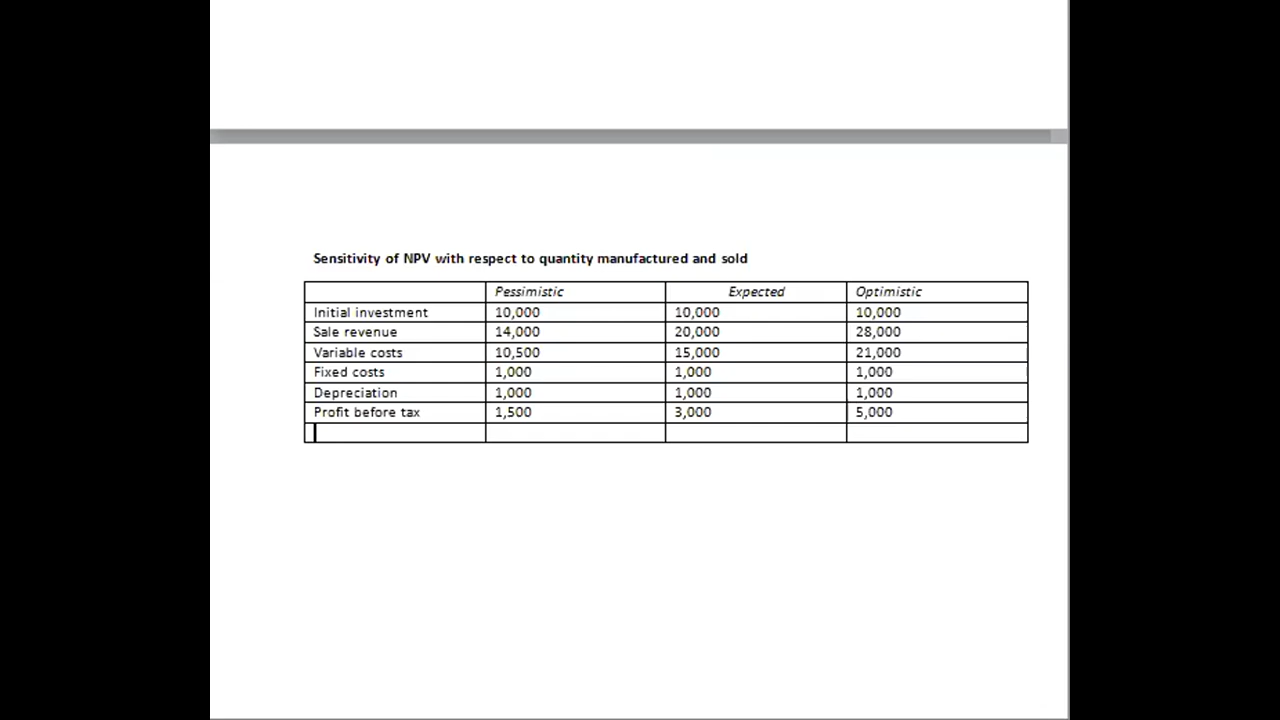 Sensitivity of NPV with respect to quantity manufactured and sold
Pessimistic Expected Optimistic
Initial investment 10,000 10,000 10,000
Sale revenue 14,000 20,000 28,000
Variable costs 10,500 15,000 21,000
Fixed costs 1,000 1,000 1,000
Depreciation 1,000 1,000 1,000
Profit before tax 1,500 3,000 5,000